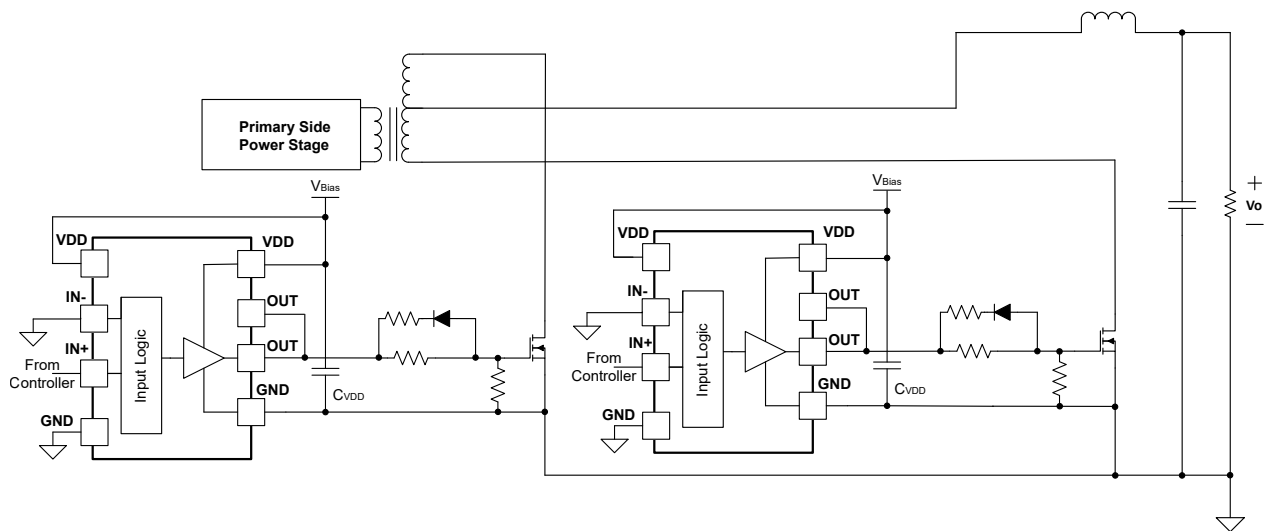 Primary Side
Power Stage
VBias
VDD
VDD
IN-
OUT
IN+
OUT
From
Controller
Input Logic
GND
GND
CVDD
VBias
VDD
VDD
IN-
OUT
IN+
OUT
From
Controller
Input Logic
GND
GND
CVDD
+
Vo
–